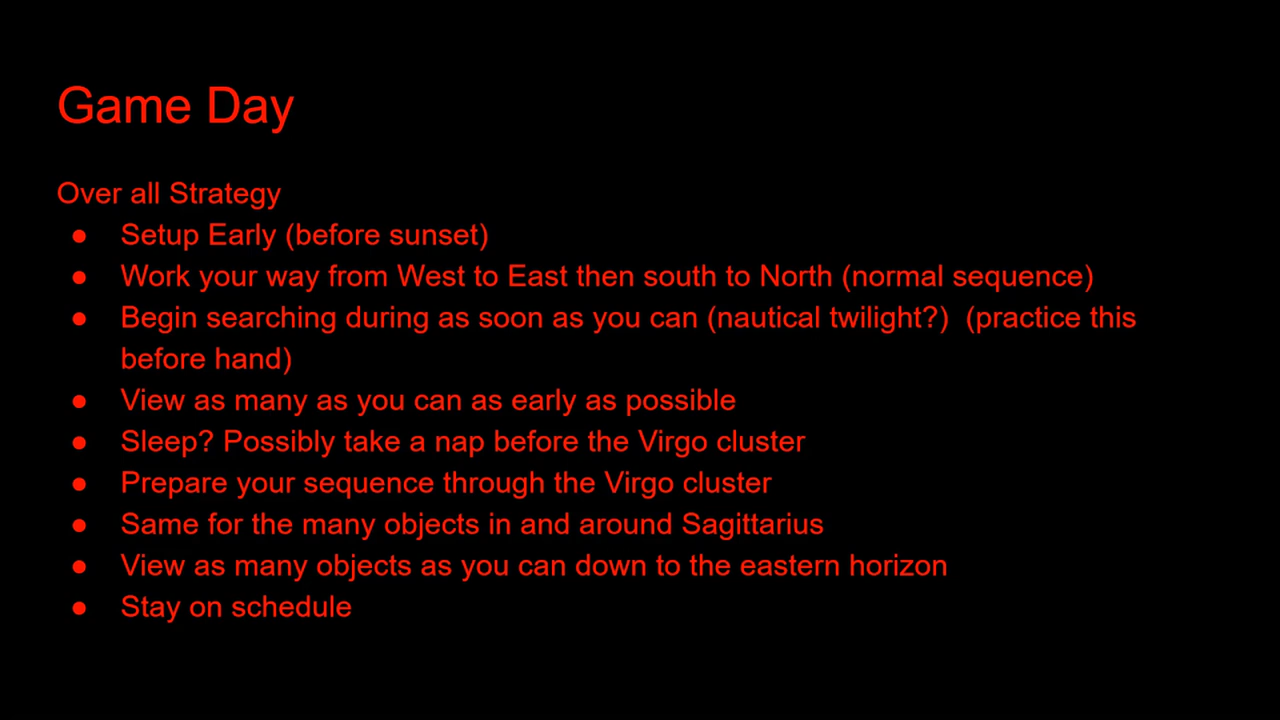 Game Day
Over all Strategy
● Setup Early (before sunset)
● Work your way from West to East then south to North (normal sequence)
● Begin searching during as soon as you can (nautical twilight?)  (practice this
before hand)
● View as many as you can as early as possible
● Sleep? Possibly take a nap before the Virgo cluster
● Prepare your sequence through the Virgo cluster
● Same for the many objects in and around Sagittarius
● View as many objects as you can down to the eastern horizon
● Stay on schedule